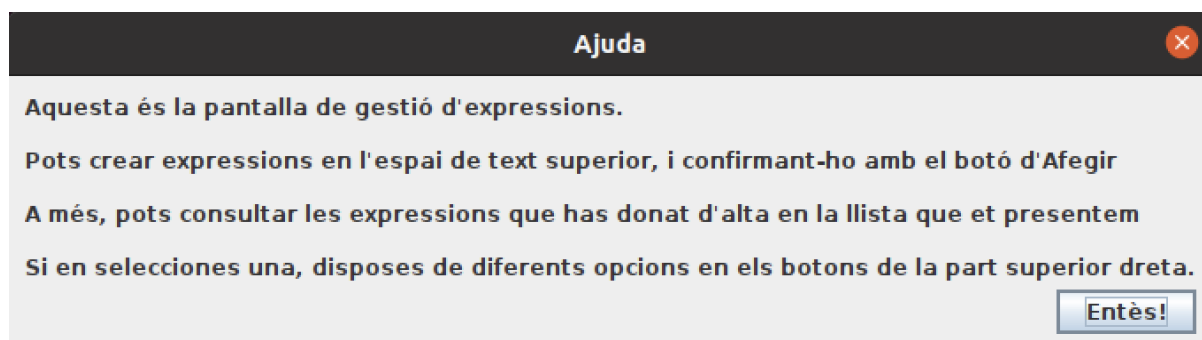 Ajuda
Aquesta és la pantalla de gestió d'expressions.
Pots crear expressions en l'espai de text superior, i confirmant-ho amb el botó d'Afegir
A més, pots consultar les expressions que has donat d'alta en la llista que et presentem
Si en selecciones una, disposes de diferents opcions en els botons de la part superior dreta.
Entès!